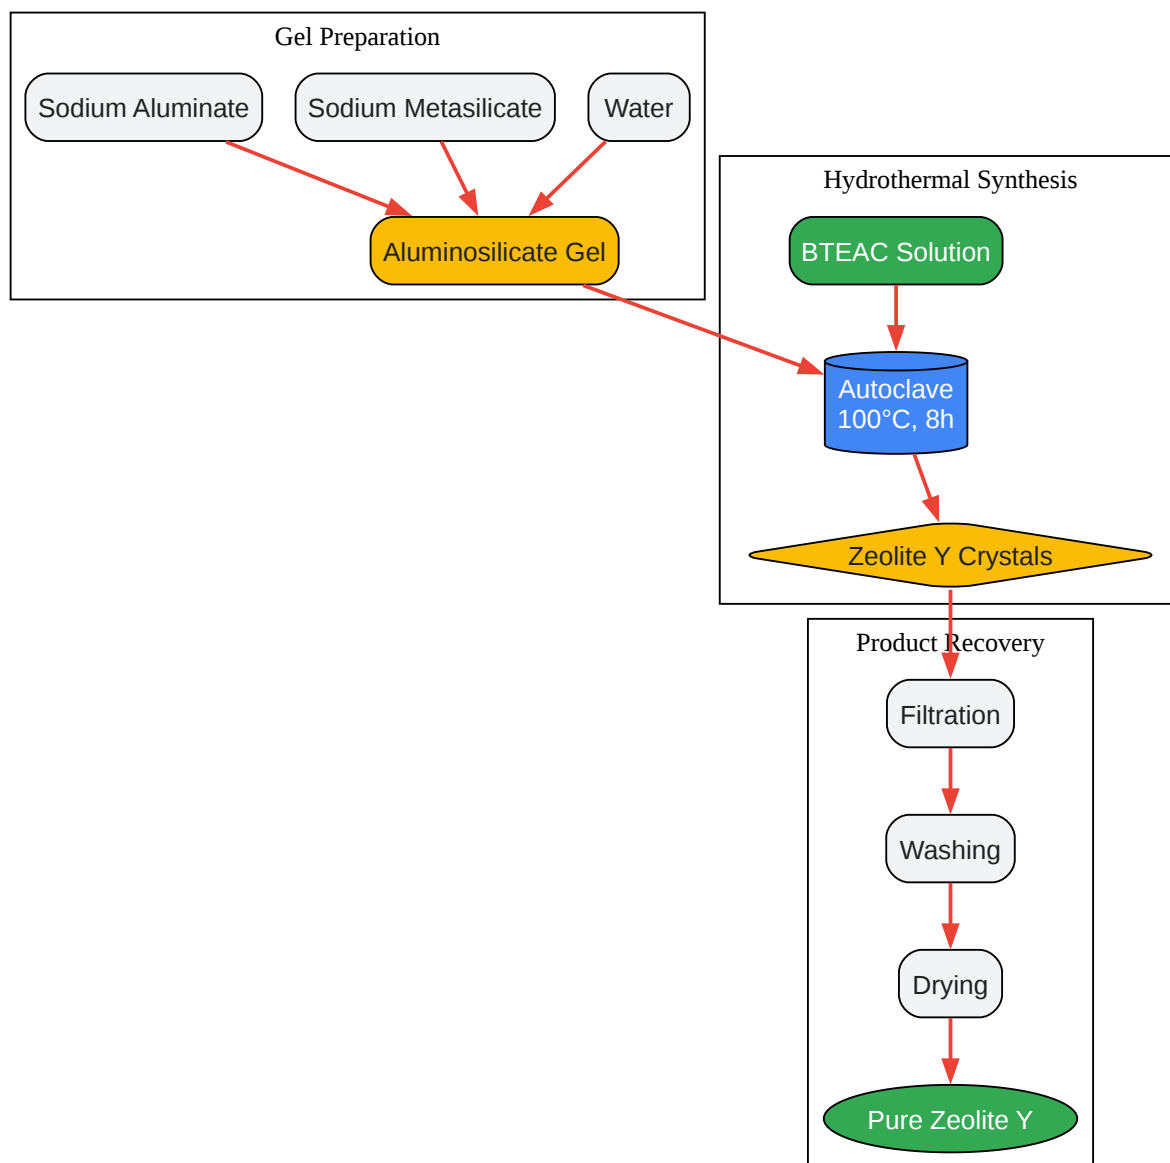 Gel Preparation
Sodium Aluminate
Sodium Metasilicate
Water
Aluminosilicate Gel
Hydrothermal Synthesis
BTEAC Solution
Autoclave
100°C, 8h
Zeolite Y Crystals
Product Recovery
Filtration
Washing
Drying
Pure Zeolite Y